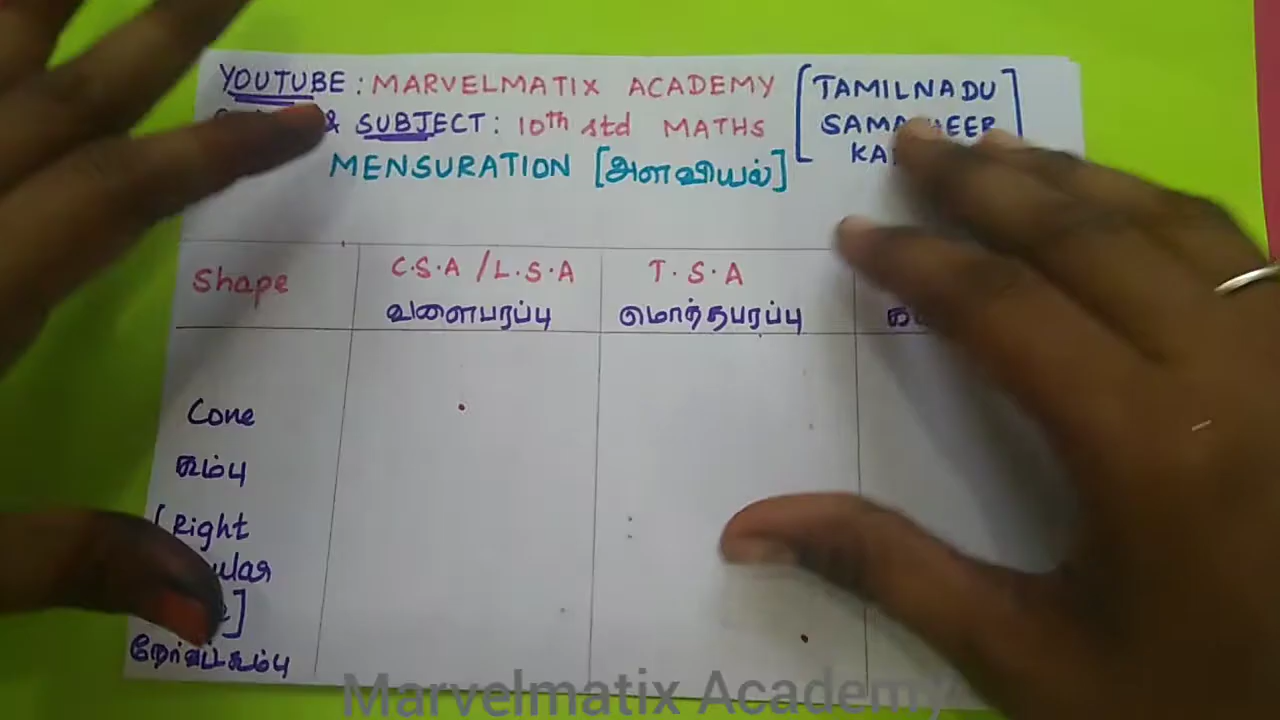 YOUTUBE : MARVELMATIX ACADEMY [TAMILNADU
& SUBJECT : 10th std MATHS
MENSURATION [அளவியல்]
Shape
C.S.A / L.S.A
வளைபரப்பு
T.S.A
மொத்தபரப்பு
Cone
கூம்பு
[Right
]
நேர்வட்டகூம்பு
Marvelmatix Academy